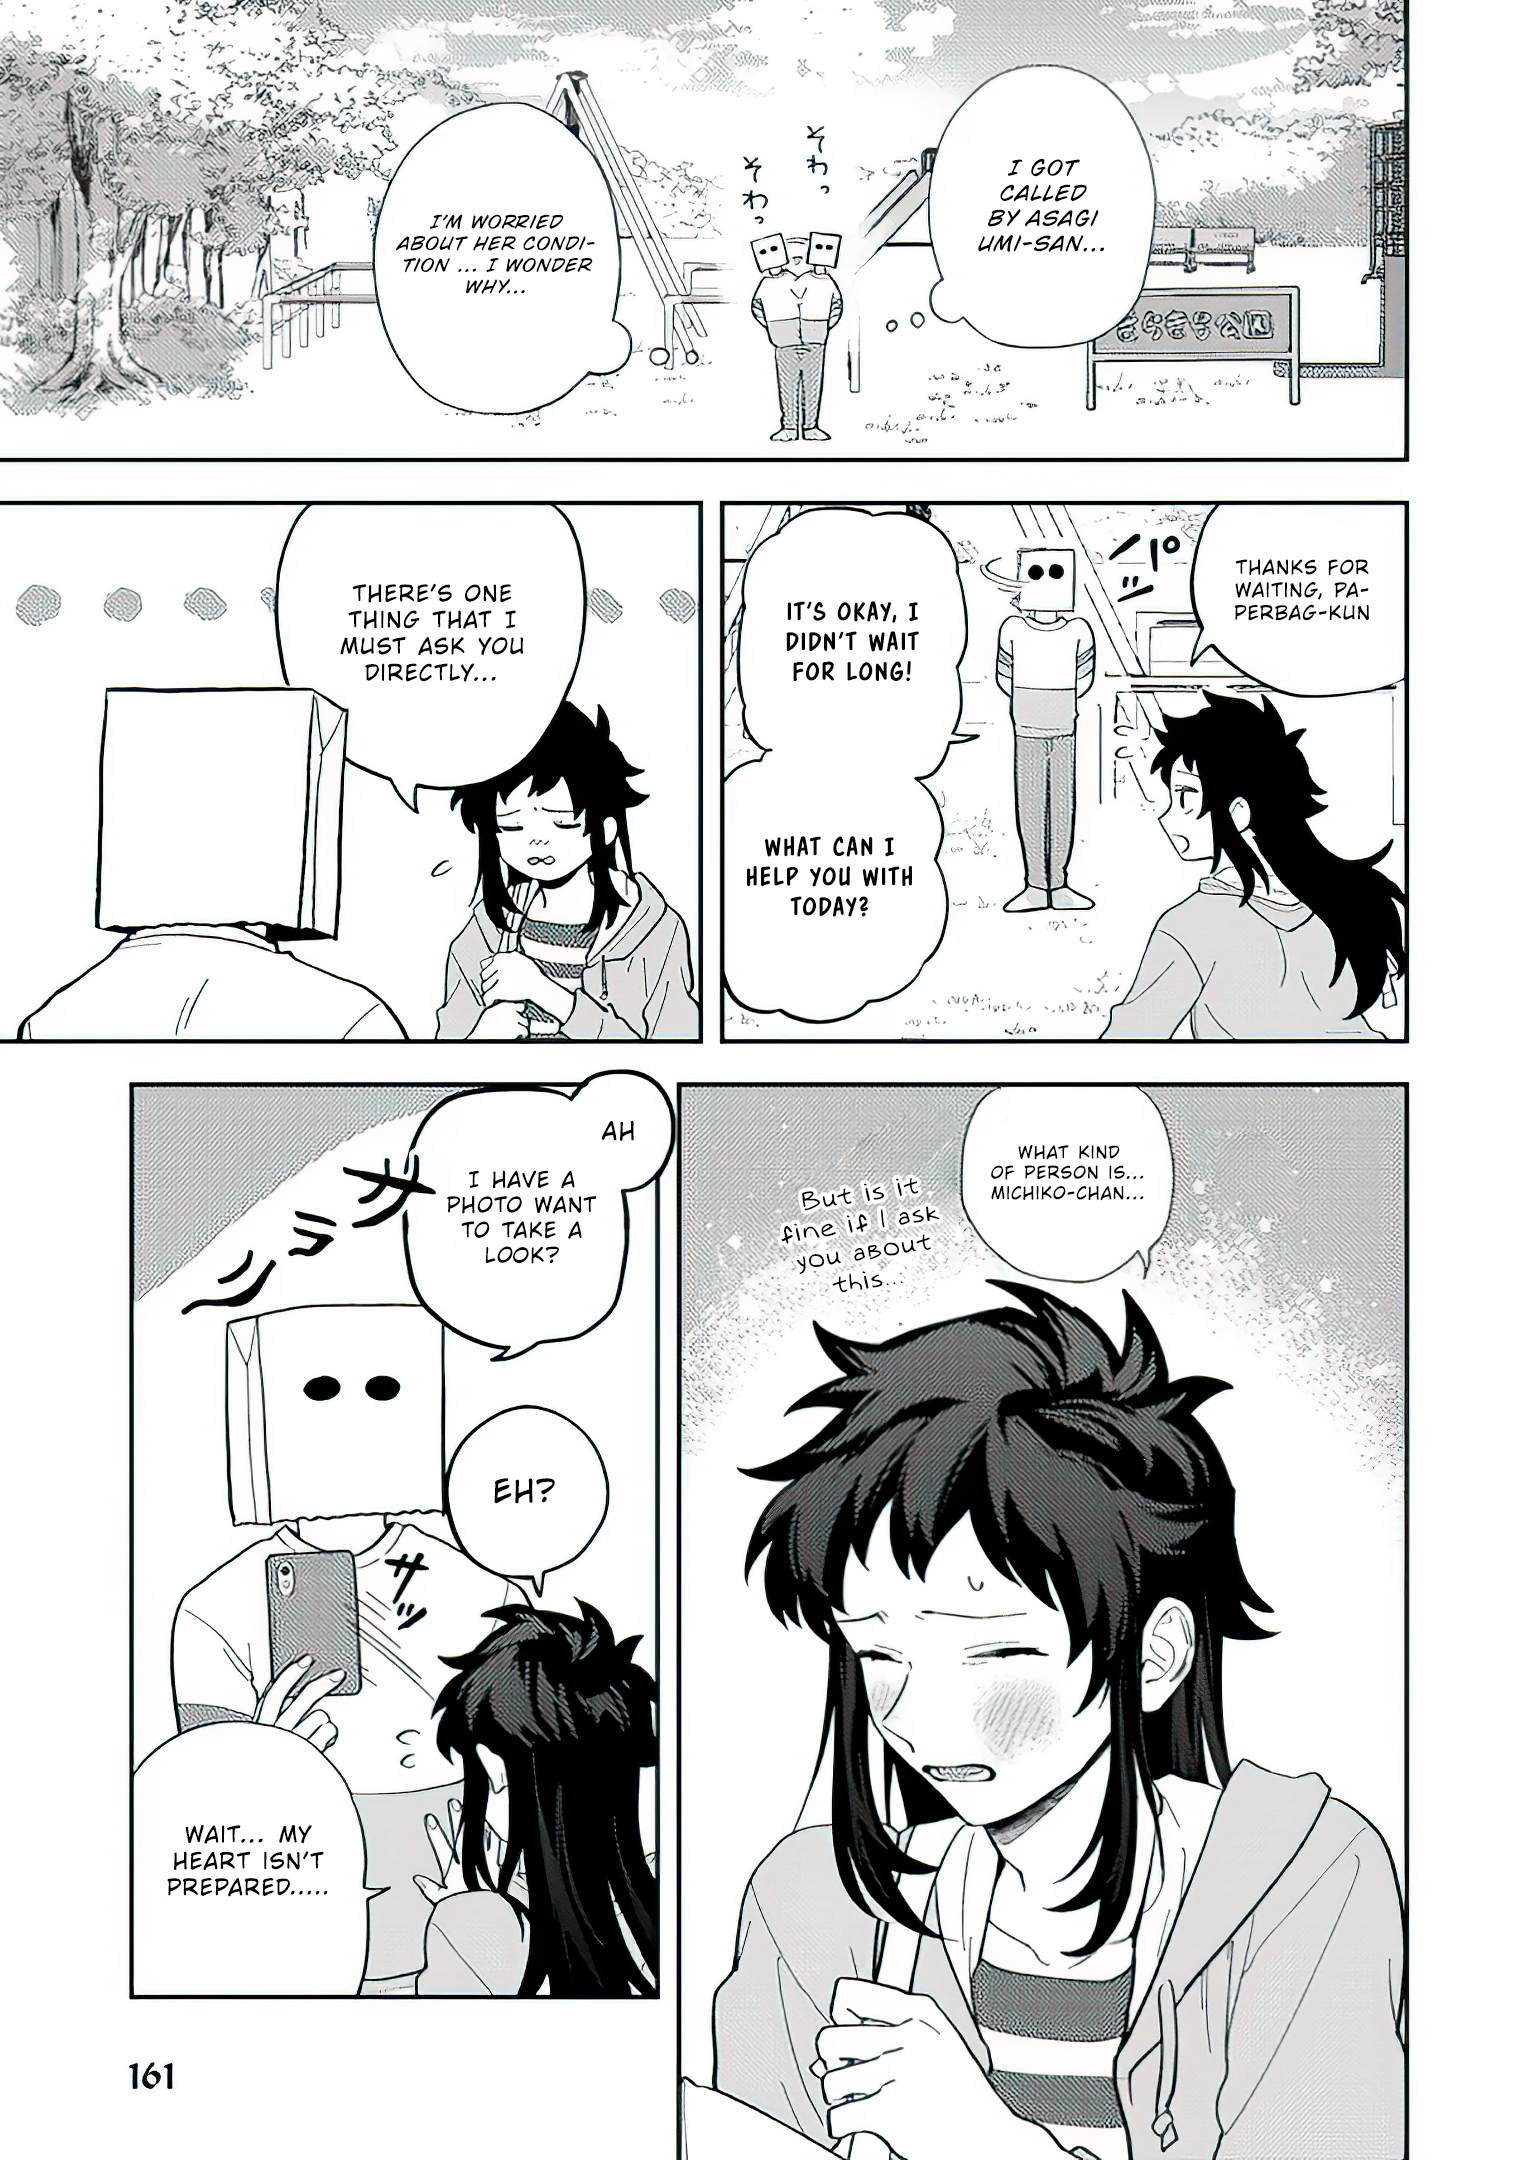 I GOT
CALLED
BY ASAGI
UMI-SAN...
そわっ
そわっ
I'M WORRIED
ABOUT HER CONDI-
TION ... I WONDER
WHY...
THANKS FOR
WAITING, PA-
PERBAG-KUN
パッ
IT'S OKAY, I
DIDN'T WAIT
FOR LONG!
WHAT CAN I
HELP YOU WITH
TODAY?
THERE'S ONE
THING THAT I
MUST ASK YOU
DIRECTLY...
WHAT KIND
OF PERSON IS...
MICHIKO-CHAN...
But is it
fine if I ask
you about
this...
AH
I HAVE A
PHOTO WANT
TO TAKE A
LOOK?
EH?
サッ
WAIT... MY
HEART ISN'T
PREPARED.....
161